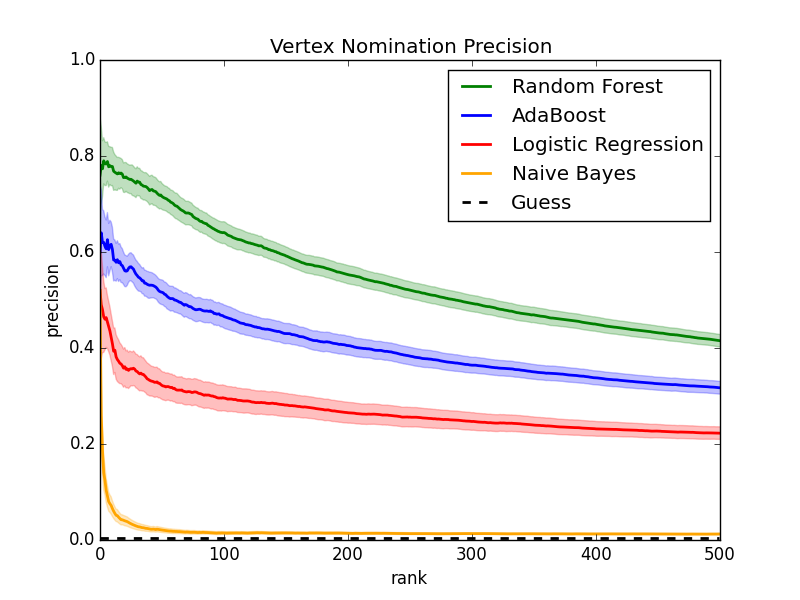 Vertex Nomination Precision
1.0
0.8
0.6
0.4
0.2
0.0
precision
Random Forest
AdaBoost
Logistic Regression
Naive Bayes
Guess
0 100 200 300 400 500
rank